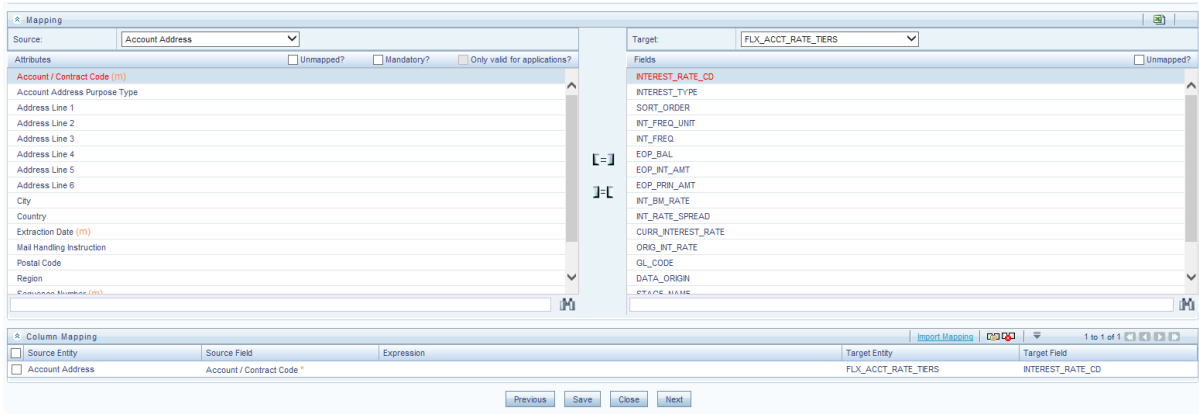 Mapping
Source: Account Address Target: FLX_ACCT_RATE_TIERS
Attributes Unmapped? Mandatory? Only valid for applications? Fields Unmapped?
Account / Contract Code (m) INTEREST_RATE_CD
Account Address Purpose Type INTEREST_TYPE
Address Line 1 SORT_ORDER
Address Line 2 INT_FREQ_UNIT
Address Line 3 INT_FREQ
Address Line 4 EOP_BAL
Address Line 5 EOP_INT_AMT
Address Line 6 EOP_PRIN_AMT
City INT_BM_RATE
Country INT_RATE_SPREAD
Extraction Date (m) CURR_INTEREST_RATE
Mail Handling Instruction ORIG_INT_RATE
Postal Code GL_CODE
Region DATA_ORIGIN
Sequence Number (m) STAGE_NAME
Column Mapping Import Mapping 1 to 1 of 1
Source Entity Source Field Expression Target Entity Target Field
Account Address Account / Contract Code * FLX_ACCT_RATE_TIERS INTEREST_RATE_CD
Previous Save Close Next